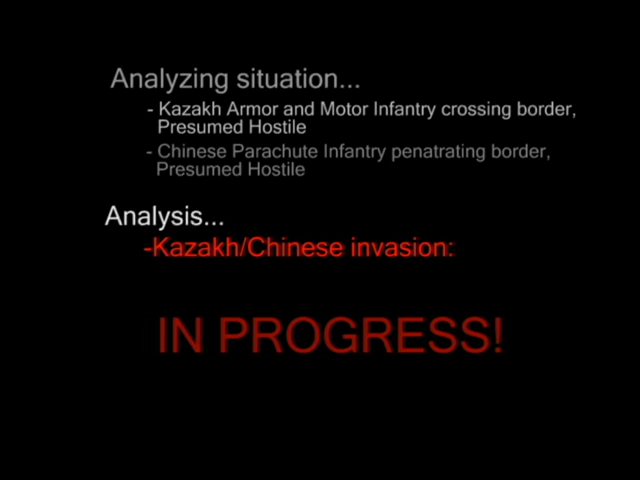 Analyzing situation...
- Kazakh Armor and Motor Infantry crossing border,
Presumed Hostile
- Chinese Parachute Infantry penatrating border,
Presumed Hostile
Analysis...
-Kazakh/Chinese invasion:
IN PROGRESS!